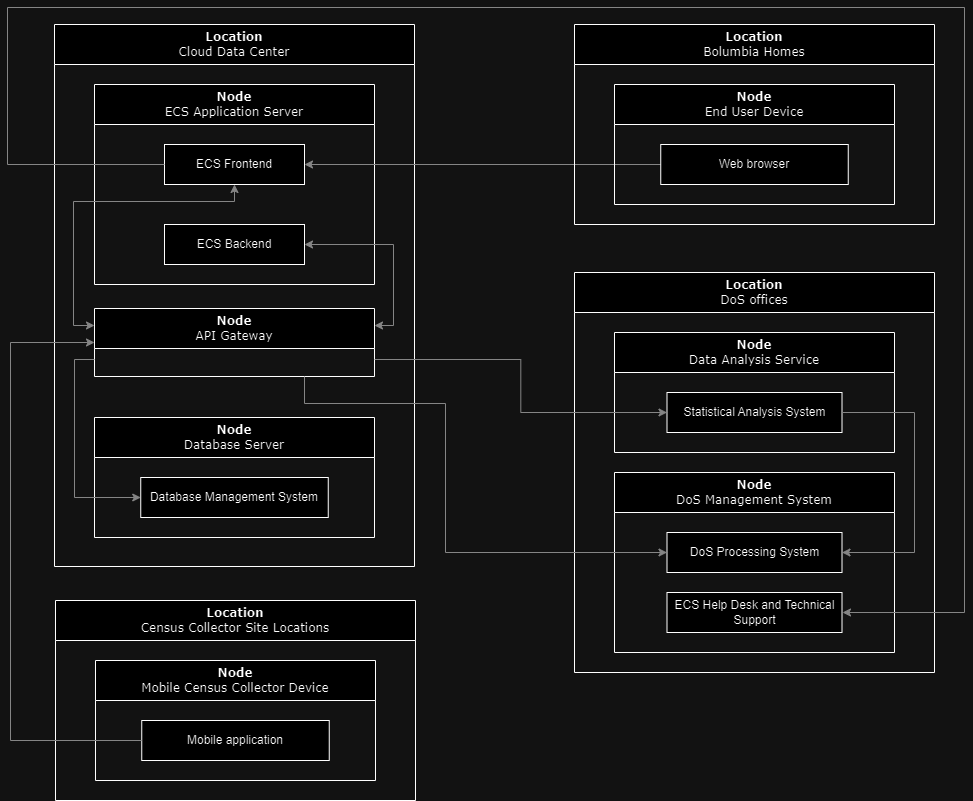 Location
Cloud Data Center
Node
ECS Application Server
ECS Frontend
ECS Backend
Node
API Gateway
Node
Database Server
Database Management System
Location
Census Collector Site Locations
Node
Mobile Census Collector Device
Mobile application
Location
Bolumbia Homes
Node
End User Device
Web browser
Location
DoS offices
Node
Data Analysis Service
Statistical Analysis System
Node
DoS Management System
DoS Processing System
ECS Help Desk and Technical
Support